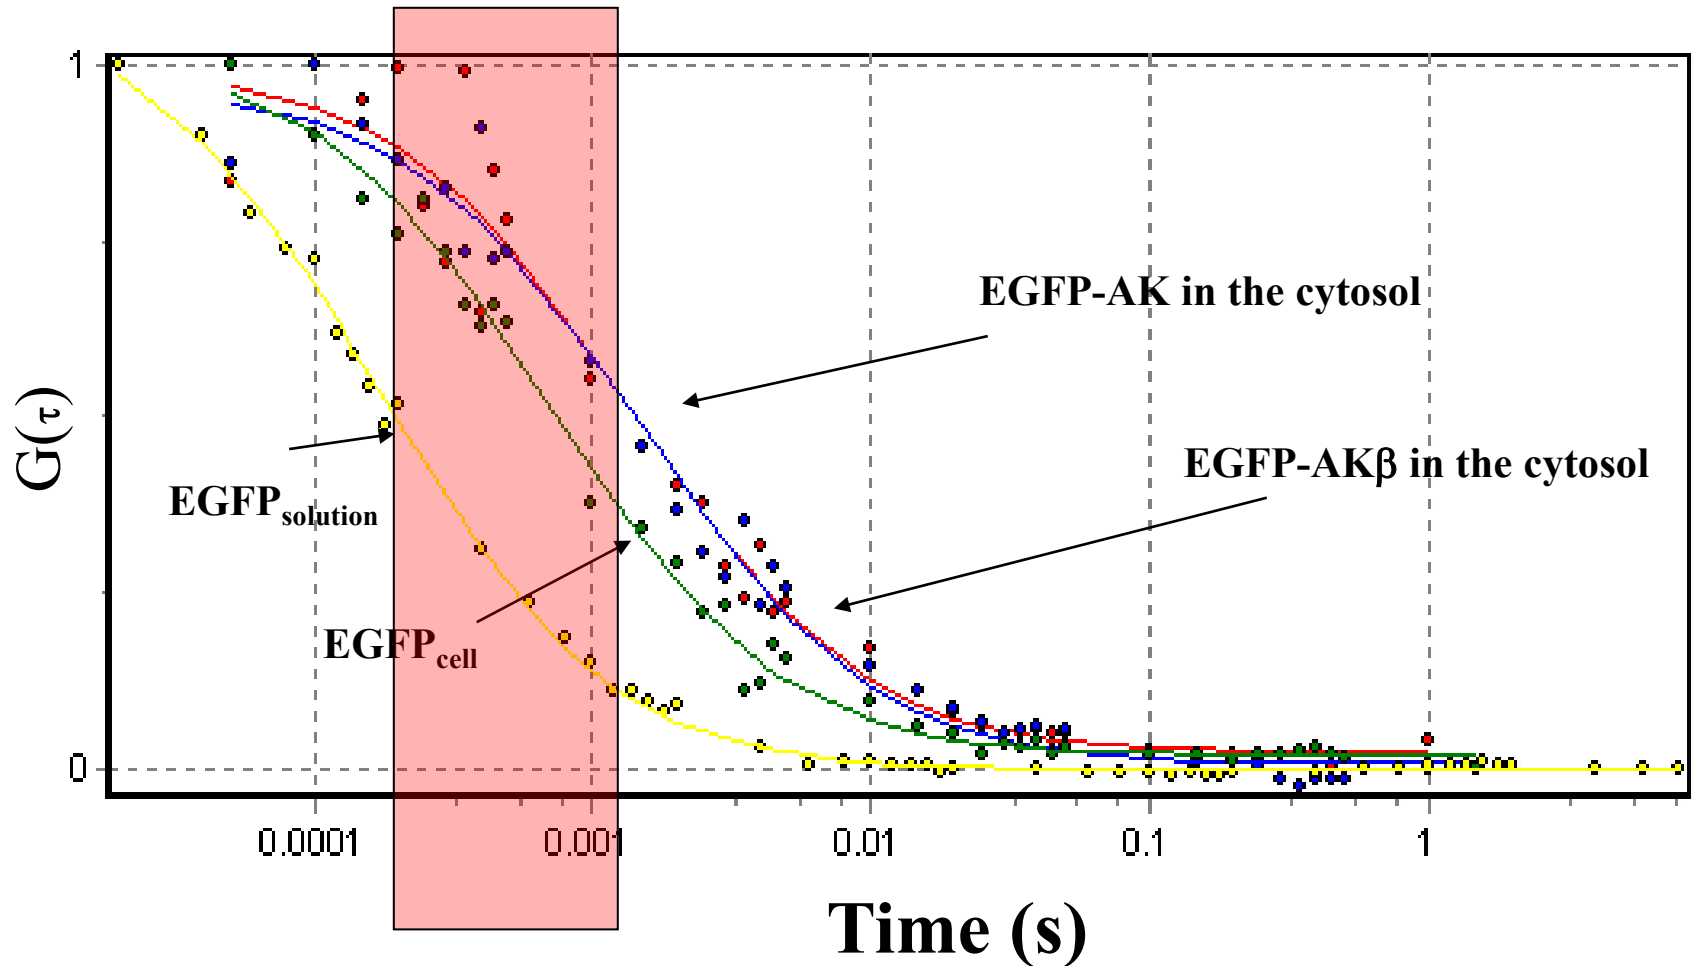 1
EGFP-AK in the cytosol
G(τ)
EGFP-AKβ in the cytosol
EGFPsolution
EGFPcell
0
0.0001 0.001 0.01 0.1 1
Time (s)